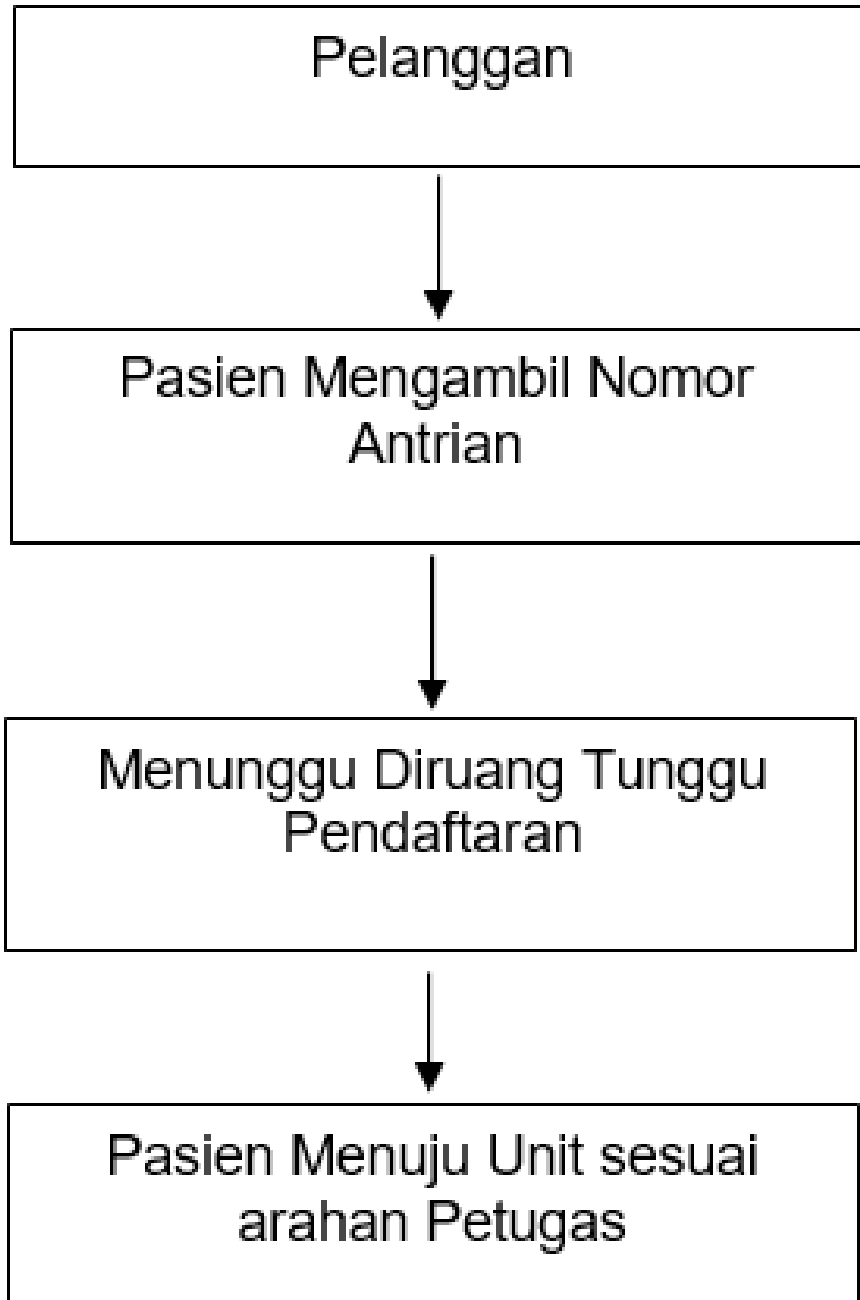 Pelanggan
Pasien Mengambil Nomor
Antrian
Menunggu Diruang Tunggu
Pendaftaran
Pasien Menuju Unit sesuai
arahan Petugas